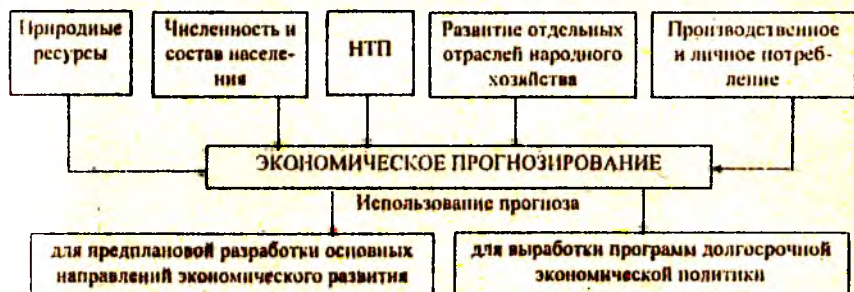 Природные
ресурсы
Численность и
состав населе-
ния
НТП
Развитие отдельных
отраслей народного
хозяйства
Производственное
и личное потреб-
ление
ЭКОНОМИЧЕСКОЕ ПРОГНОЗИРОВАНИЕ
Использование прогноза
для предплановой разработки основных
направлений экономического развития
для выработки программ долгосрочной
экономической политики